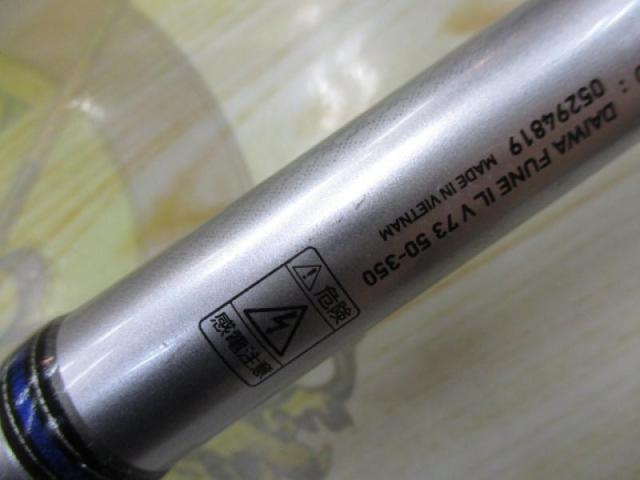 : 05294819
DAIWA FUNE IL V 73 50-350
MADE IN VIETNAM
危険
感電注意